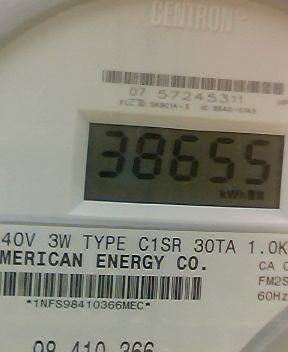 CENTRON®
07 57245311
38655
kWh
40V 3W TYPE C1SR 30TA 1.0K
MERICAN ENERGY CO.
CA 0
FM2S
60Hz
*1NFS98410366MEC*
98 410 366